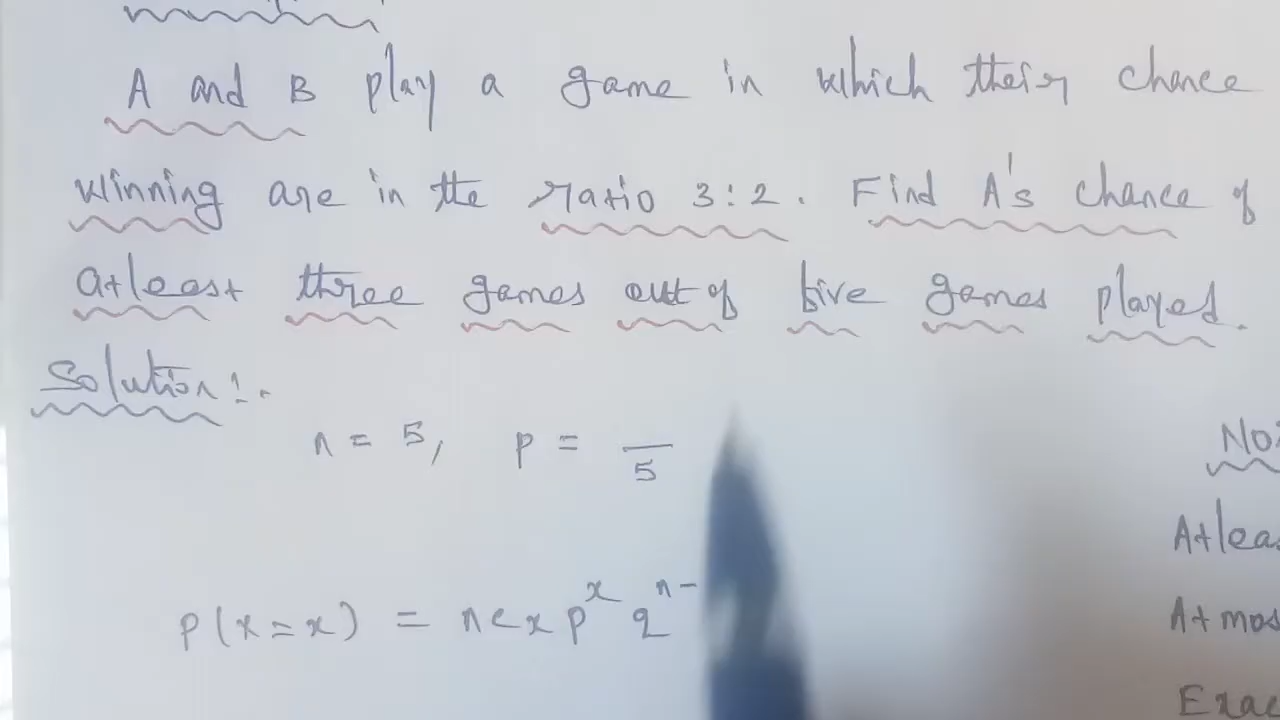 A and B play a game in which their chance
winning are in the ratio 3:2. Find A's chance of
atleast three games out of five games played.
Solution:-
n = 5, p = /5
No
Atleas
P(x=x) = ncx p^x q^n-
Atmos
Exac